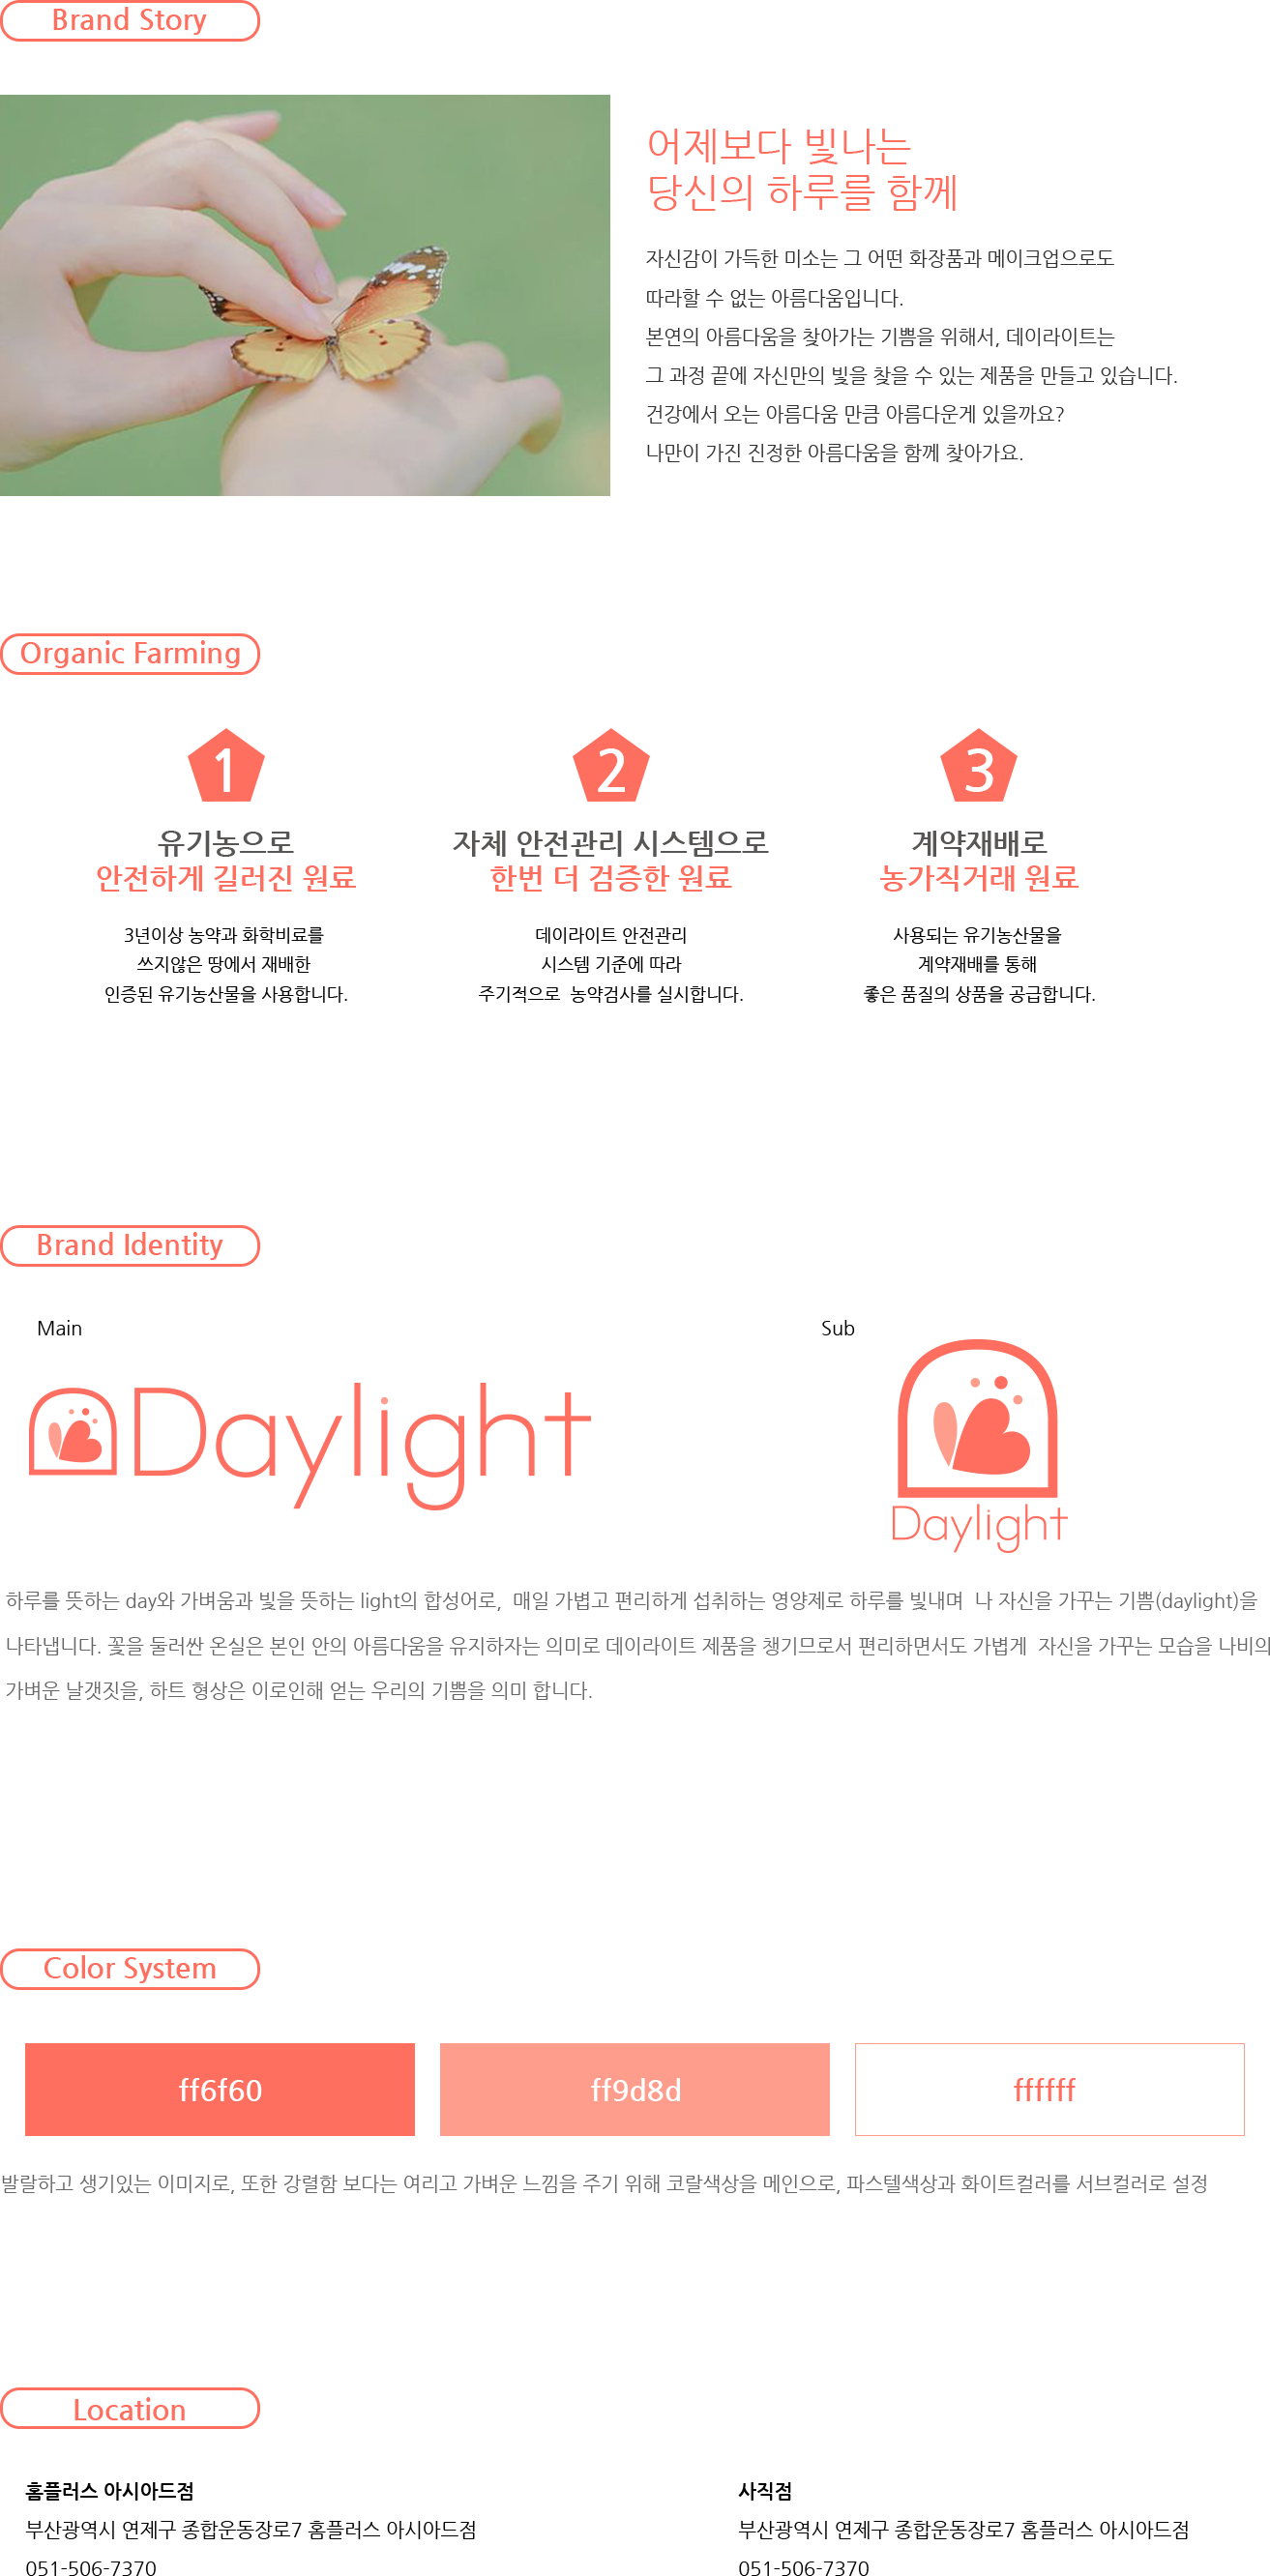 Brand Story
어제보다 빛나는
당신의 하루를 함께
자신감이 가득한 미소는 그 어떤 화장품과 메이크업으로도
따라할 수 없는 아름다움입니다.
본연의 아름다움을 찾아가는 기쁨을 위해서, 데이라이트는
그 과정 끝에 자신만의 빛을 찾을 수 있는 제품을 만들고 있습니다.
건강에서 오는 아름다움 만큼 아름다운게 있을까요?
나만이 가진 진정한 아름다움을 함께 찾아가요.
Organic Farming
1
유기농으로
안전하게 길러진 원료
3년이상 농약과 화학비료를
쓰지않은 땅에서 재배한
인증된 유기농산물을 사용합니다.
2
자체 안전관리 시스템으로
한번 더 검증한 원료
데이라이트 안전관리
시스템 기준에 따라
주기적으로  농약검사를 실시합니다.
3
계약재배로
농가직거래 원료
사용되는 유기농산물을
계약재배를 통해
좋은 품질의 상품을 공급합니다.
Brand Identity
Main
Daylight
Sub
Daylight
하루를 뜻하는 day와 가벼움과 빛을 뜻하는 light의 합성어로,  매일 가볍고 편리하게 섭취하는 영양제로 하루를 빛내며  나 자신을 가꾸는 기쁨(daylight)을
나타냅니다. 꽃을 둘러싼 온실은 본인 안의 아름다움을 유지하자는 의미로 데이라이트 제품을 챙기므로서 편리하면서도 가볍게  자신을 가꾸는 모습을 나비의
가벼운 날갯짓을, 하트 형상은 이로인해 얻는 우리의 기쁨을 의미 합니다.
Color System
ff6f60
ff9d8d
ffffff
발랄하고 생기있는 이미지로, 또한 강렬함 보다는 여리고 가벼운 느낌을 주기 위해 코랄색상을 메인으로, 파스텔색상과 화이트컬러를 서브컬러로 설정
Location
홈플러스 아시아드점
부산광역시 연제구 종합운동장로7 홈플러스 아시아드점
051-506-7370
사직점
부산광역시 연제구 종합운동장로7 홈플러스 아시아드점
051-506-7370